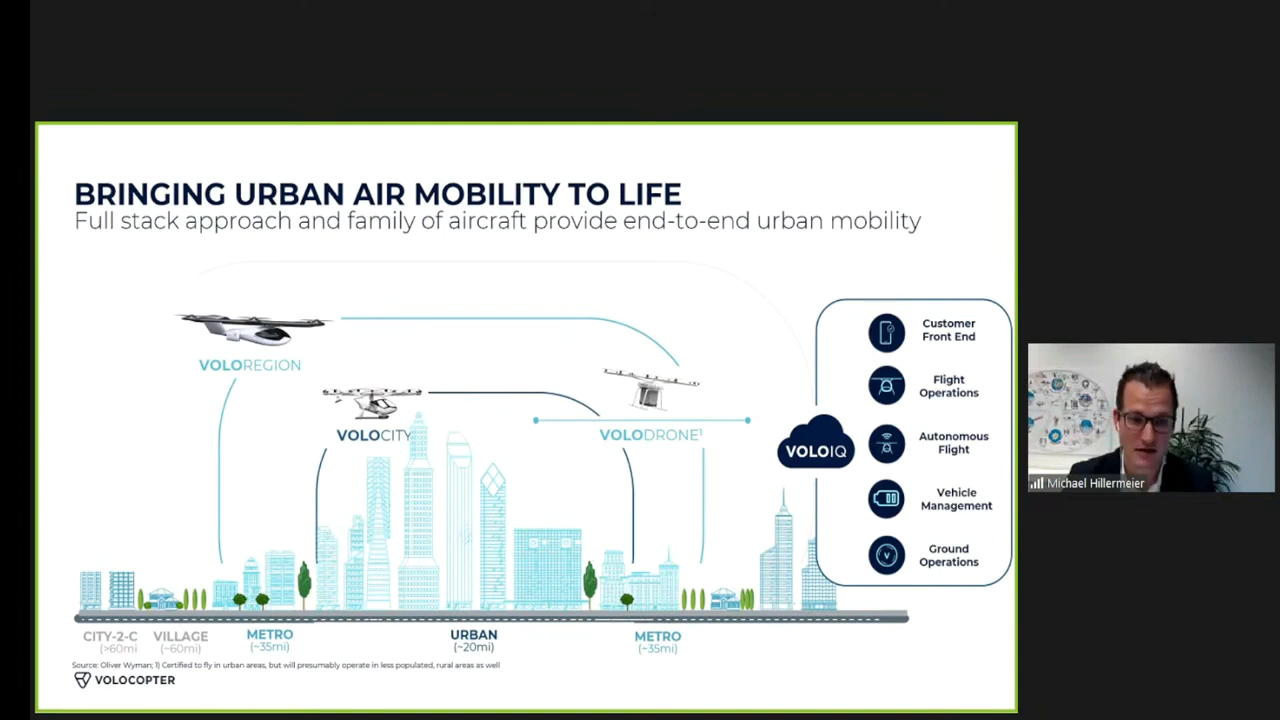 BRINGING URBAN AIR MOBILITY TO LIFE
Full stack approach and family of aircraft provide end-to-end urban mobility
VOLOREGION
VOLOCITY
VOLODRONE¹
VOLOIQ
Customer
Front End
Flight
Operations
Autonomous
Flight
Vehicle
Management
Ground
Operations
CITY-2-C
(>60mi
VILLAGE
(~60mi)
METRO
(~35mi)
URBAN
(~20mi)
METRO
(~35mi)
Source: Oliver Wyman; 1) Certified to fly in urban areas, but will presumably operate in less populated, rural areas as well
VOLOCOPTER
Michael Hillermeier